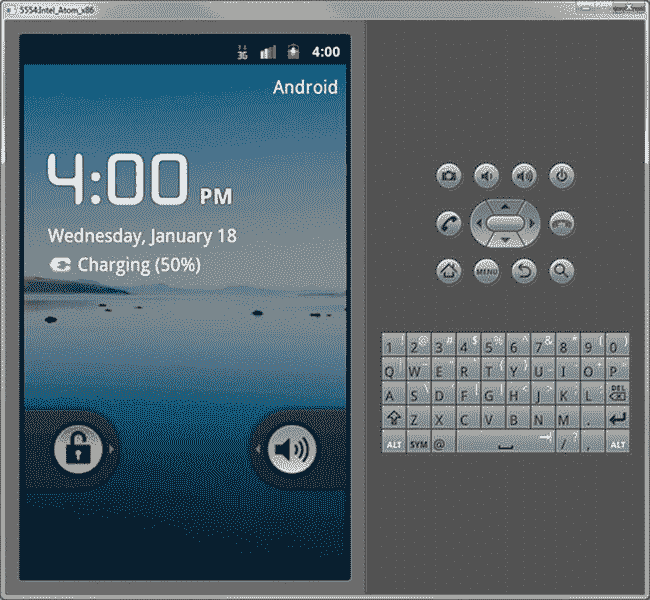 5554:Intel_Atom_x86
3G 4:00
Android
4:00 PM
Wednesday, January 18
Charging (50%)
MENU
1 ! 2 @ 3 # 4 $ 5 % 6 ^ 7 & 8 * 9 ( 0 )
Q W E R T Y U I O P
A S D F G H J K L DEL
Z X C V B N M .
ALT SYM @ / ? , ALT